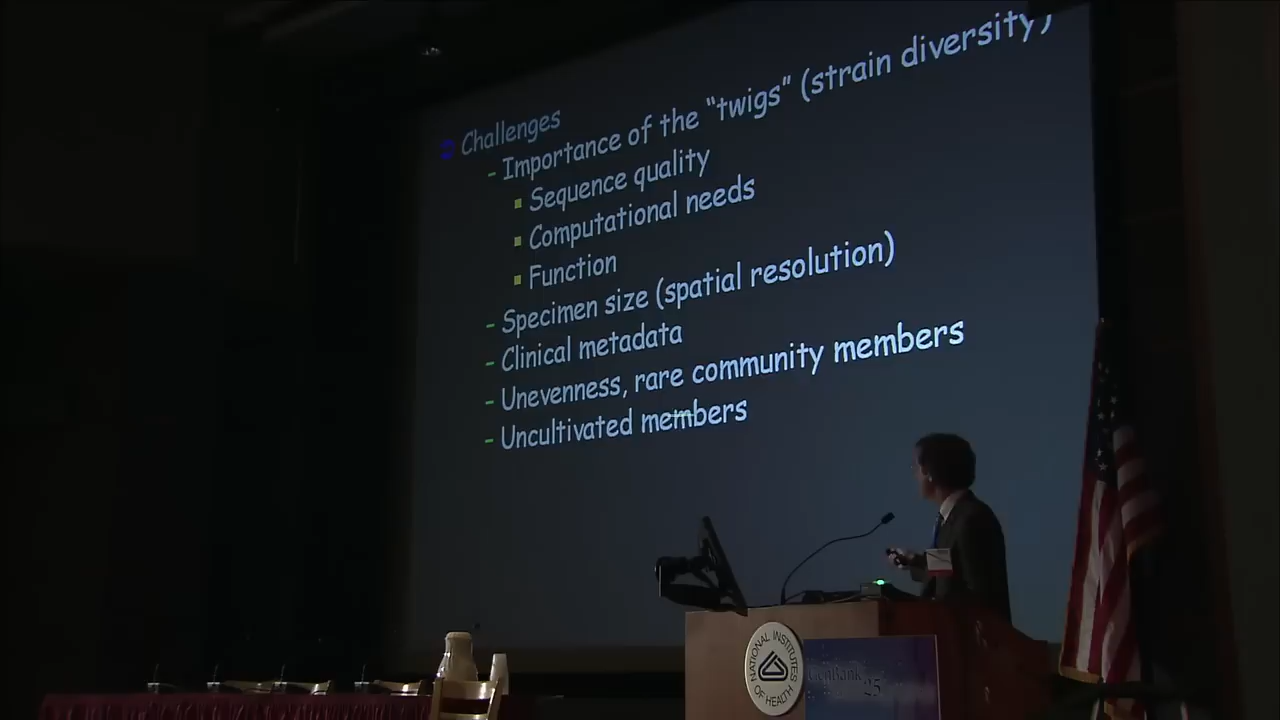 Challenges
- Importance of the “twigs” (strain diversity)
Sequence quality
Computational needs
Function
- Specimen size (spatial resolution)
- Clinical metadata
- Unevenness, rare community members
- Uncultivated members
NATIONAL INSTITUTES OF HEALTH
GenBank
25